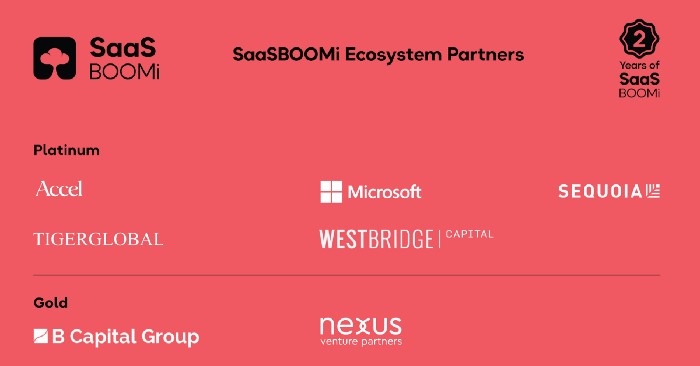 SaaS
BOOMi
SaaSBOOMi Ecosystem Partners
2
Years of
SaaS
BOOMi
Platinum
Accel
Microsoft
SEQUOIA
TIGERGLOBAL
WESTBRIDGE | CAPITAL
Gold
B Capital Group
nexus
venture partners